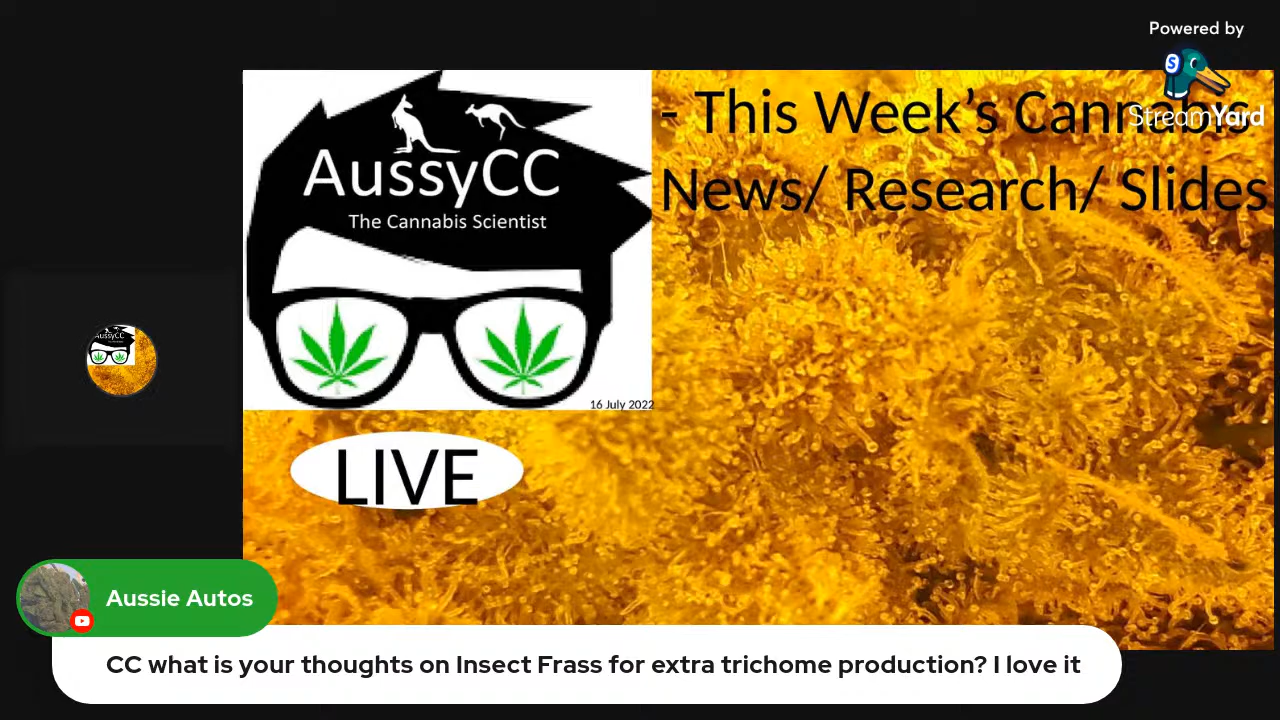 Powered by
StreamYard
- This Week's Cannabis
News/ Research/ Slides
AussyCC
The Cannabis Scientist
16 July 2022
LIVE
Aussie Autos
CC what is your thoughts on Insect Frass for extra trichome production? I love it